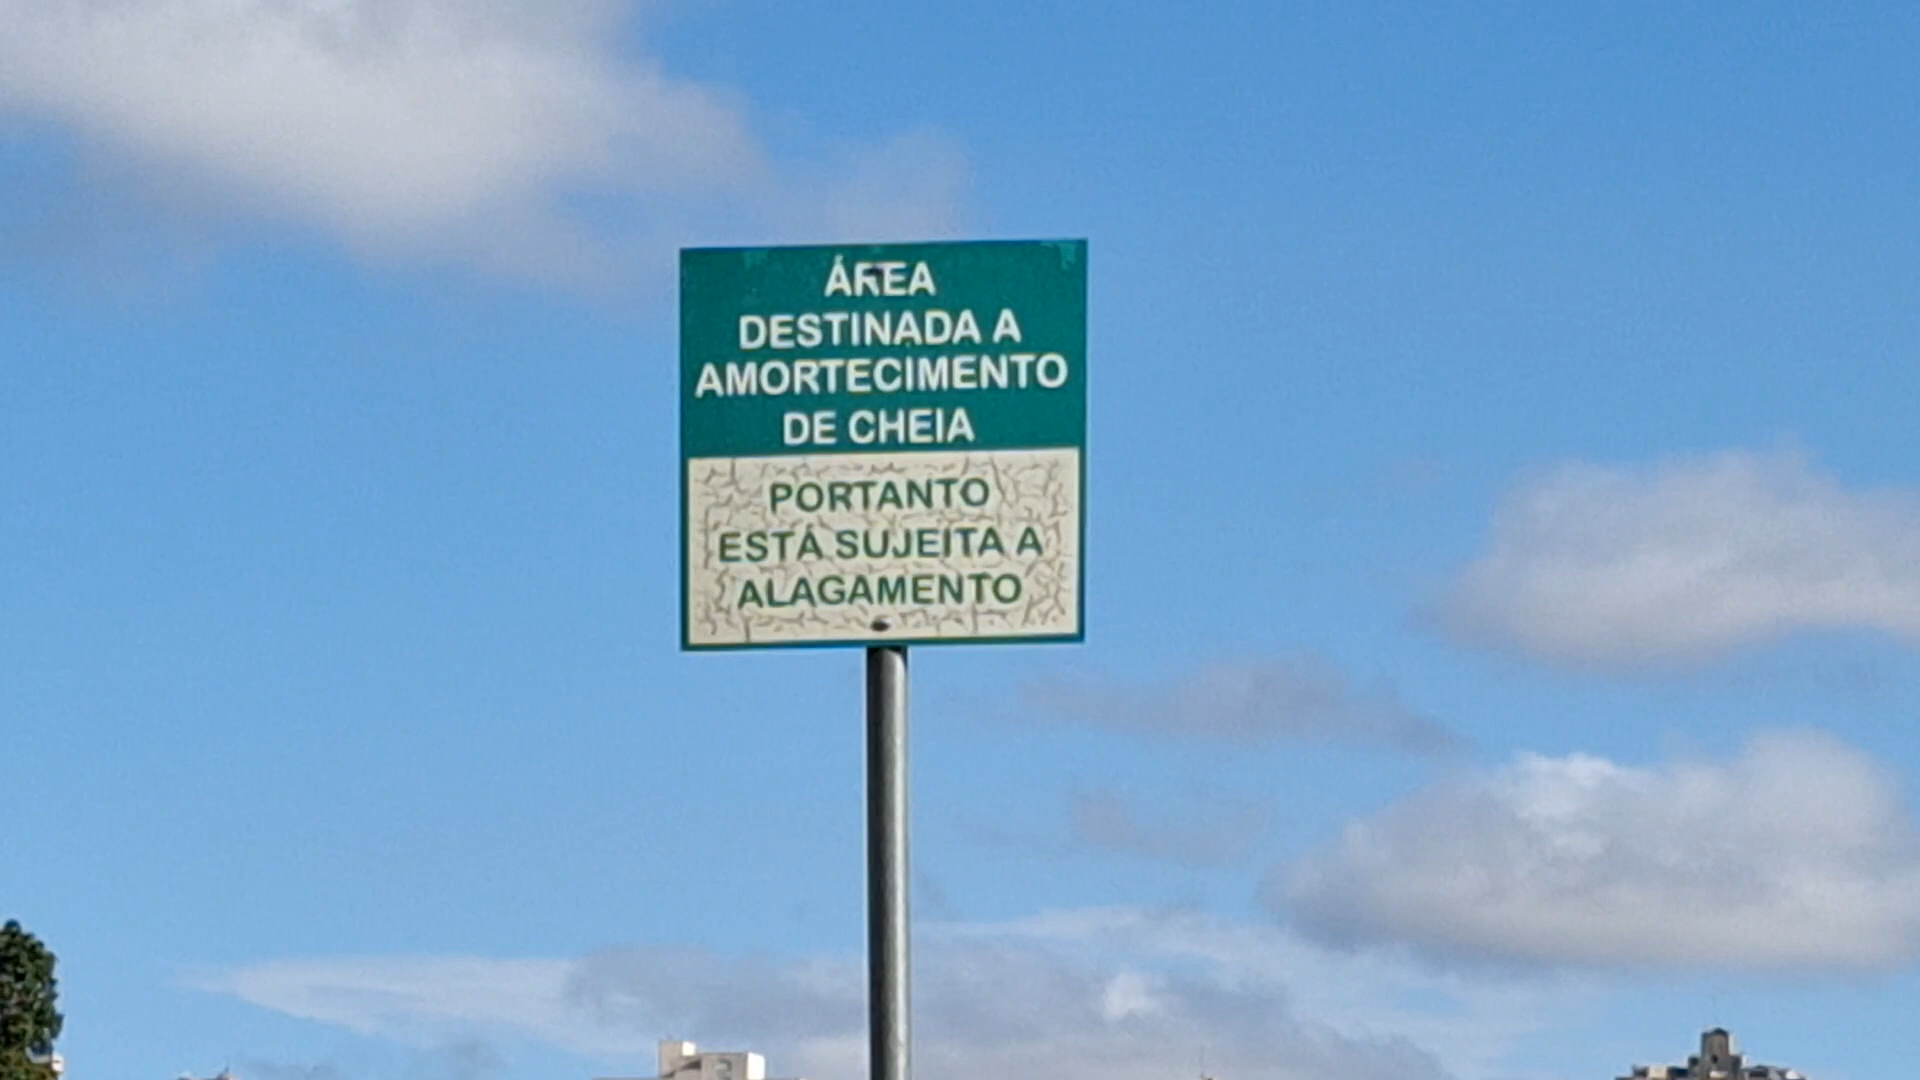 ÁREA
DESTINADA A
AMORTECIMENTO
DE CHEIA
PORTANTO
ESTÁ SUJEITA A
ALAGAMENTO